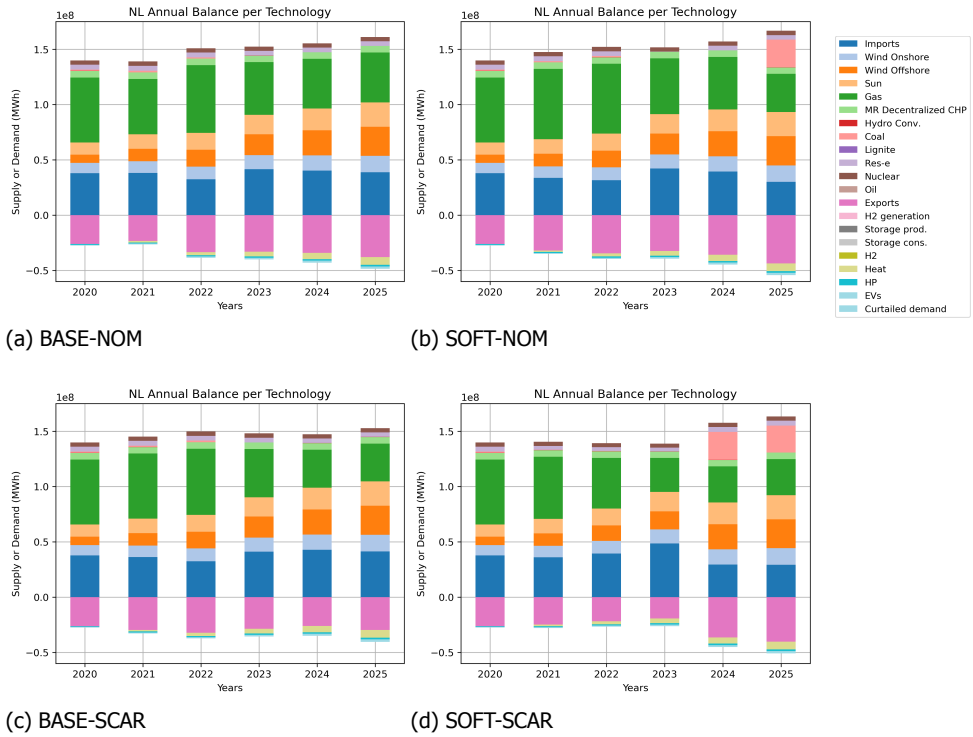 NL Annual Balance per Technology
1e8
1.5
1.0
0.5
0.0
−0.5
Supply or Demand (MWh)
2020 2021 2022 2023 2024 2025
Years
(a) BASE-NOM
NL Annual Balance per Technology
1e8
1.5
1.0
0.5
0.0
−0.5
Supply or Demand (MWh)
2020 2021 2022 2023 2024 2025
Years
(b) SOFT-NOM
Imports
Wind Onshore
Wind Offshore
Sun
Gas
MR Decentralized CHP
Hydro Conv.
Coal
Lignite
Res-e
Nuclear
Oil
Exports
H2 generation
Storage prod.
Storage cons.
H2
Heat
HP
EVs
Curtailed demand
NL Annual Balance per Technology
1e8
1.5
1.0
0.5
0.0
−0.5
Supply or Demand (MWh)
2020 2021 2022 2023 2024 2025
Years
(c) BASE-SCAR
NL Annual Balance per Technology
1e8
1.5
1.0
0.5
0.0
−0.5
Supply or Demand (MWh)
2020 2021 2022 2023 2024 2025
Years
(d) SOFT-SCAR